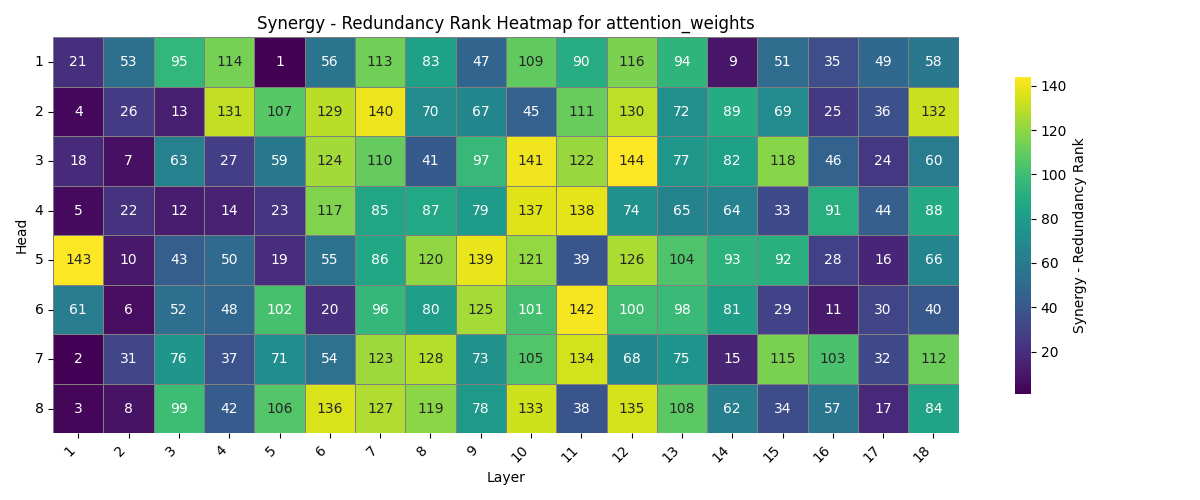 Synergy - Redundancy Rank Heatmap for attention_weights
1 21 53 95 114 1 56 113 83 47 109 90 116 94 9 51 35 49 58
2 4 26 13 131 107 129 140 70 67 45 111 130 72 89 69 25 36 132
3 18 7 63 27 59 124 110 41 97 141 122 144 77 82 118 46 24 60
4 5 22 12 14 23 117 85 87 79 137 138 74 65 64 33 91 44 88
5 143 10 43 50 19 55 86 120 139 121 39 126 104 93 92 28 16 66
6 61 6 52 48 102 20 96 80 125 101 142 100 98 81 29 11 30 40
7 2 31 76 37 71 54 123 128 73 105 134 68 75 15 115 103 32 112
8 3 8 99 42 106 136 127 119 78 133 38 135 108 62 34 57 17 84
Head
1 2 3 4 5 6 7 8 9 10 11 12 13 14 15 16 17 18
Layer
140
120
100
80
60
40
20
Synergy - Redundancy Rank